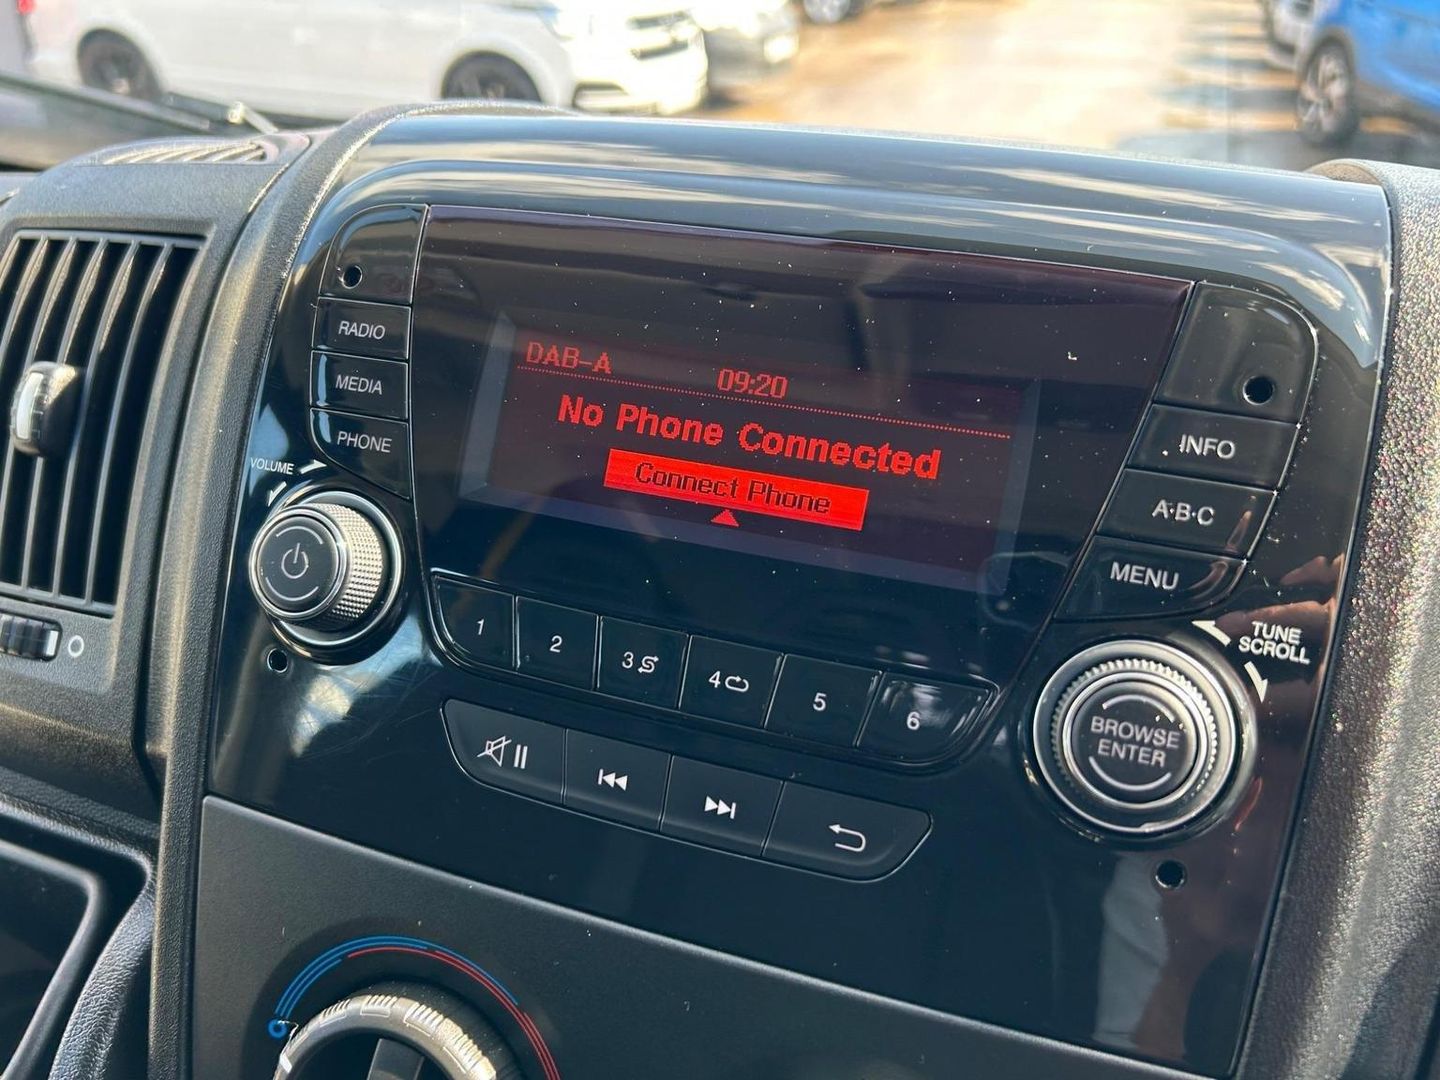 RADIO
MEDIA
PHONE
VOLUME
DAB-A
09:20
No Phone Connected
Connect Phone
INFO
A·B·C
MENU
TUNE
SCROLL
1
2
3
4
5
6
BROWSE
ENTER